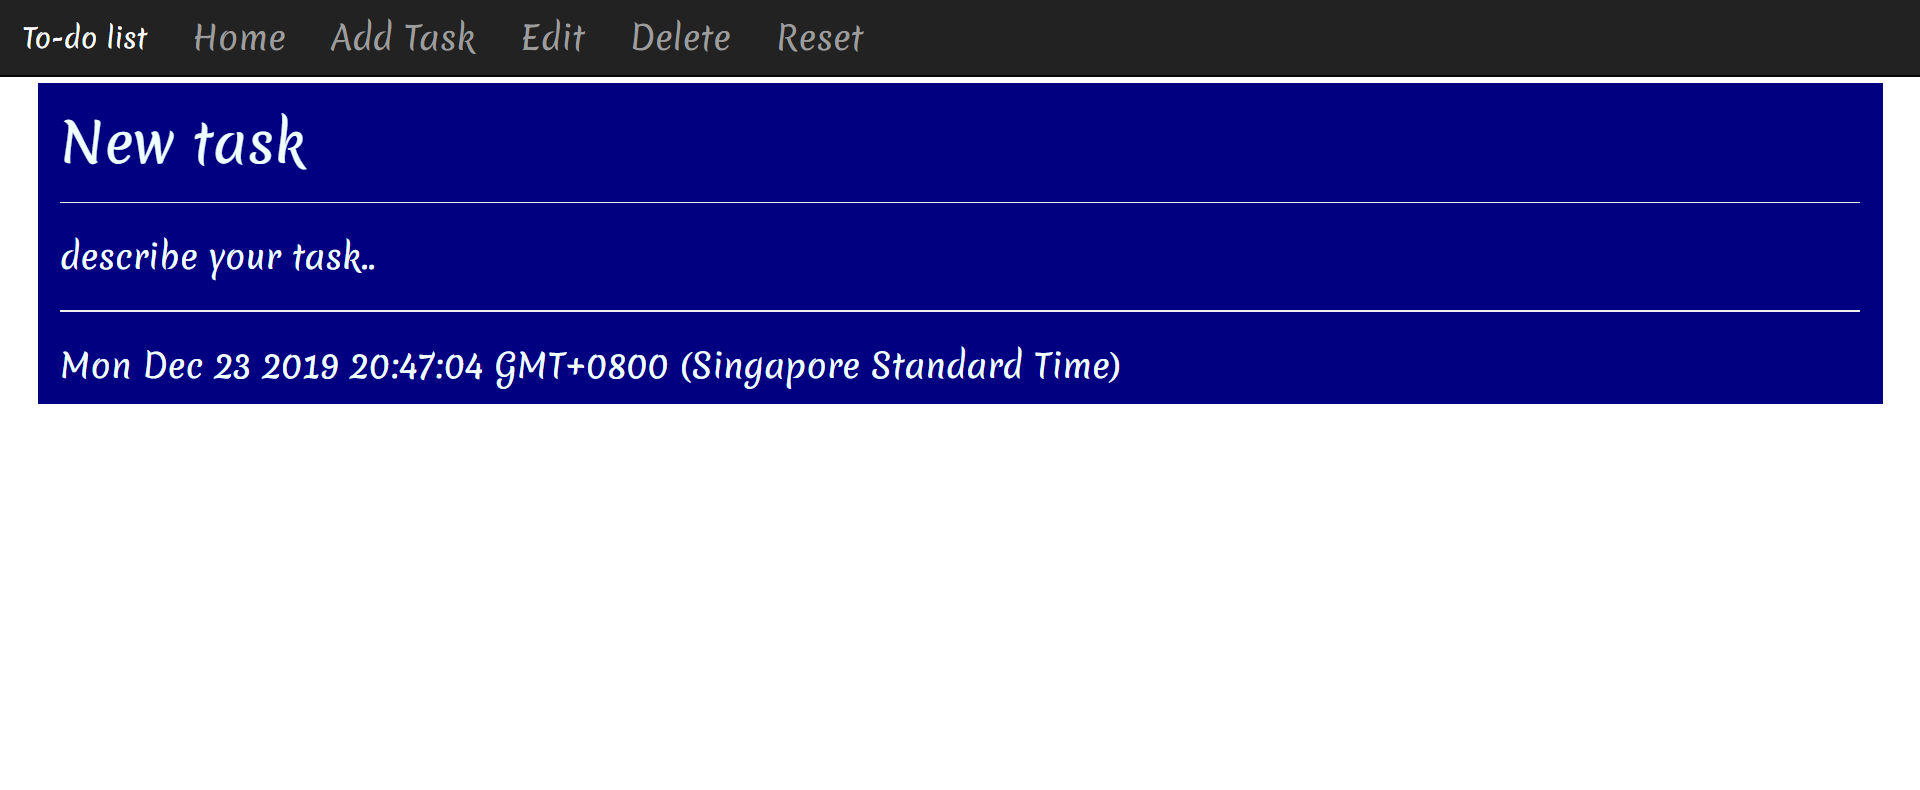 To-do list Home Add Task Edit Delete Reset
New task
describe your task..
Mon Dec 23 2019 20:47:04 GMT+0800 (Singapore Standard Time)